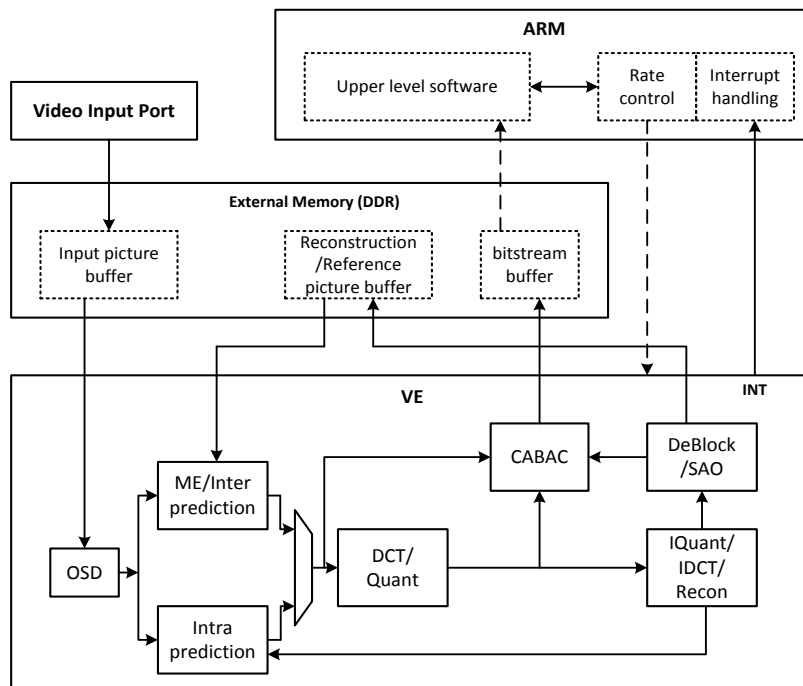 ARM
Upper level software
Rate
control
Interrupt
handling
Video Input Port
External Memory (DDR)
Input picture
buffer
Reconstruction
/Reference
picture buffer
bitstream
buffer
INT
VE
ME/Inter
prediction
CABAC
DeBlock
/SAO
OSD
DCT/
Quant
IQuant/
IDCT/
Recon
Intra
prediction